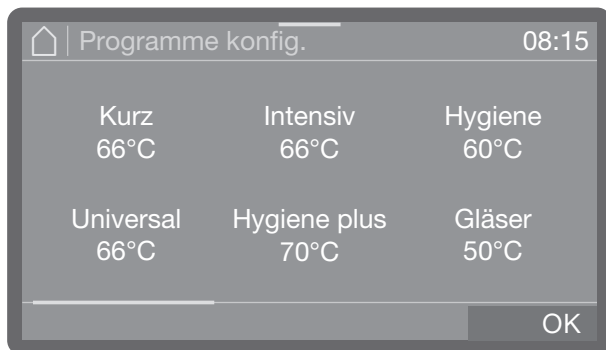 Programme konfig. 08:15
Kurz Intensiv Hygiene
66°C 66°C 60°C
Universal Hygiene plus Gläser
66°C 70°C 50°C
OK